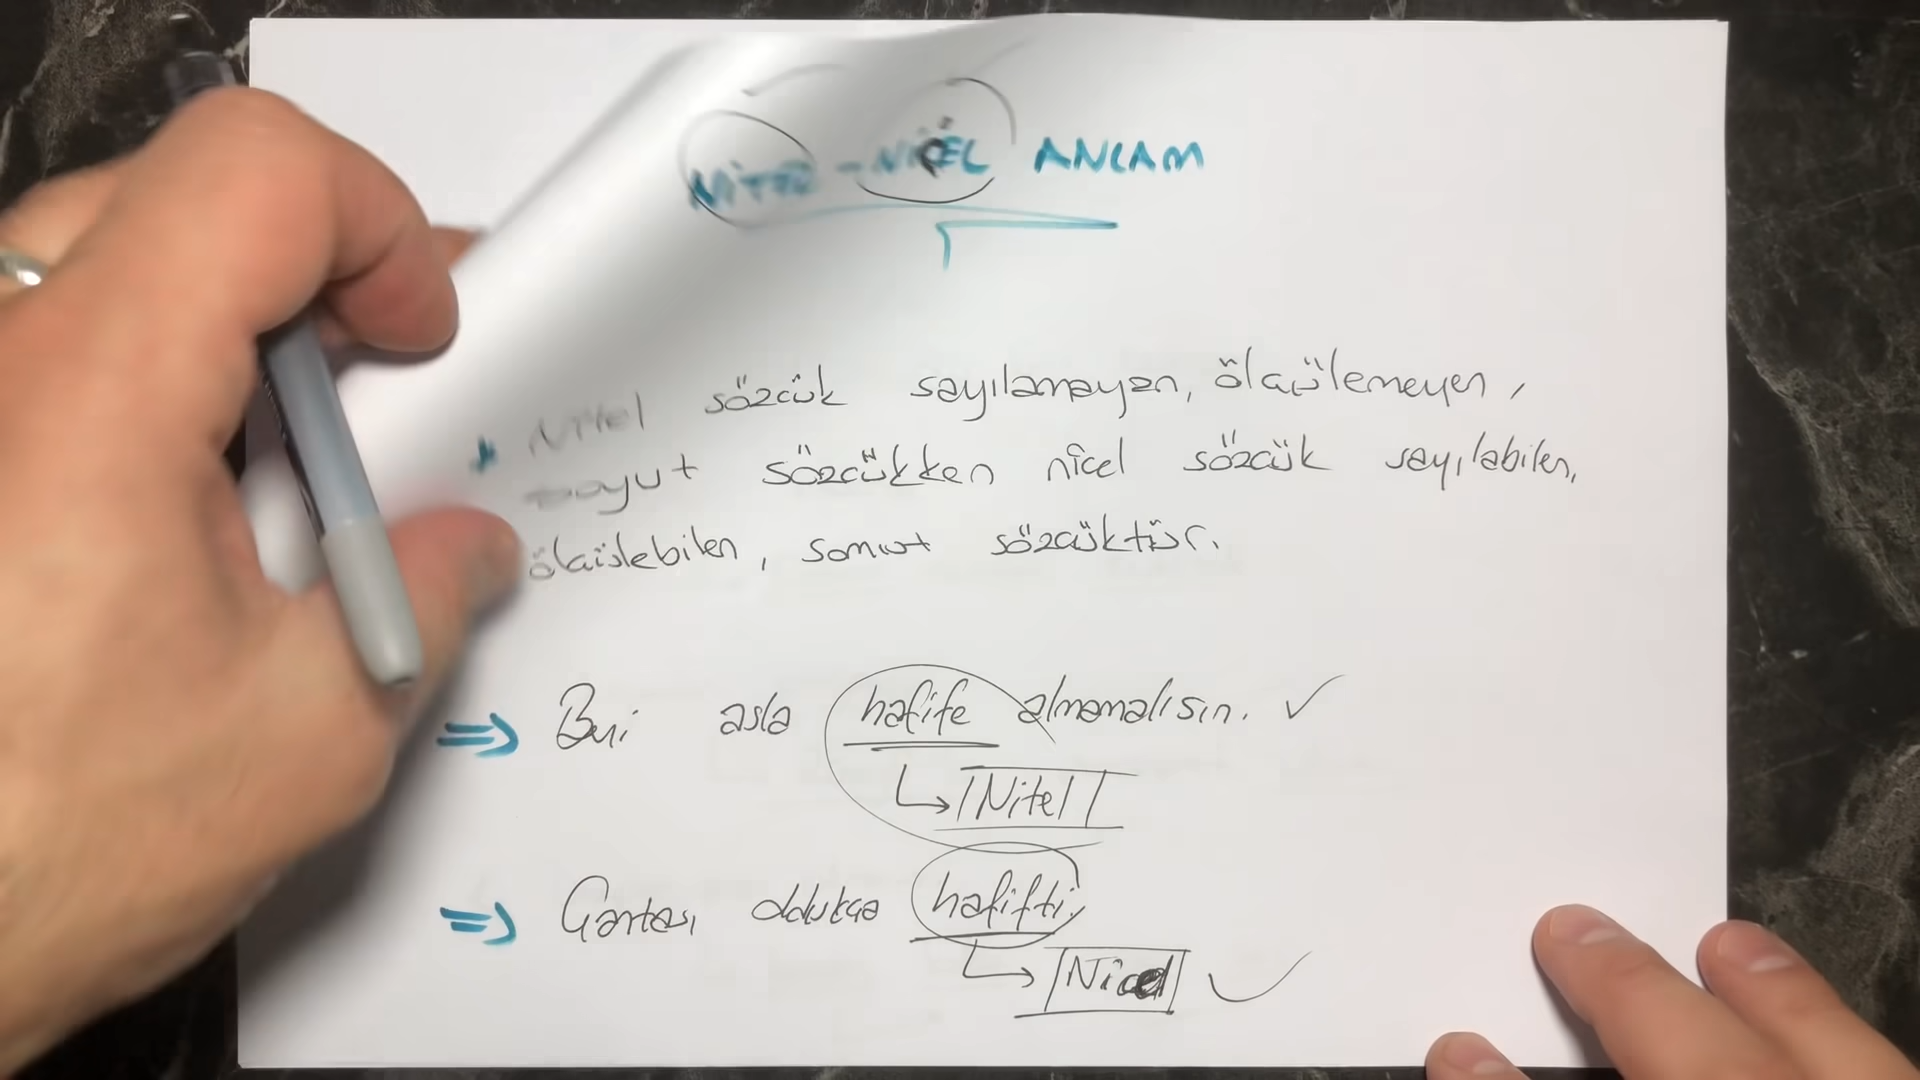 NİTEL - NİCEL ANLAM
* Nitel sözcük sayılamayan, ölçülemeyen,
soyut sözcükken nicel sözcük sayılabilen,
ölçülebilen, somut sözcüktür.
⇒ Beni asla hafife almamalısın. ✓
↳ Nitel
⇒ Çantası oldukça hafifti.
↳ Nicel ✓